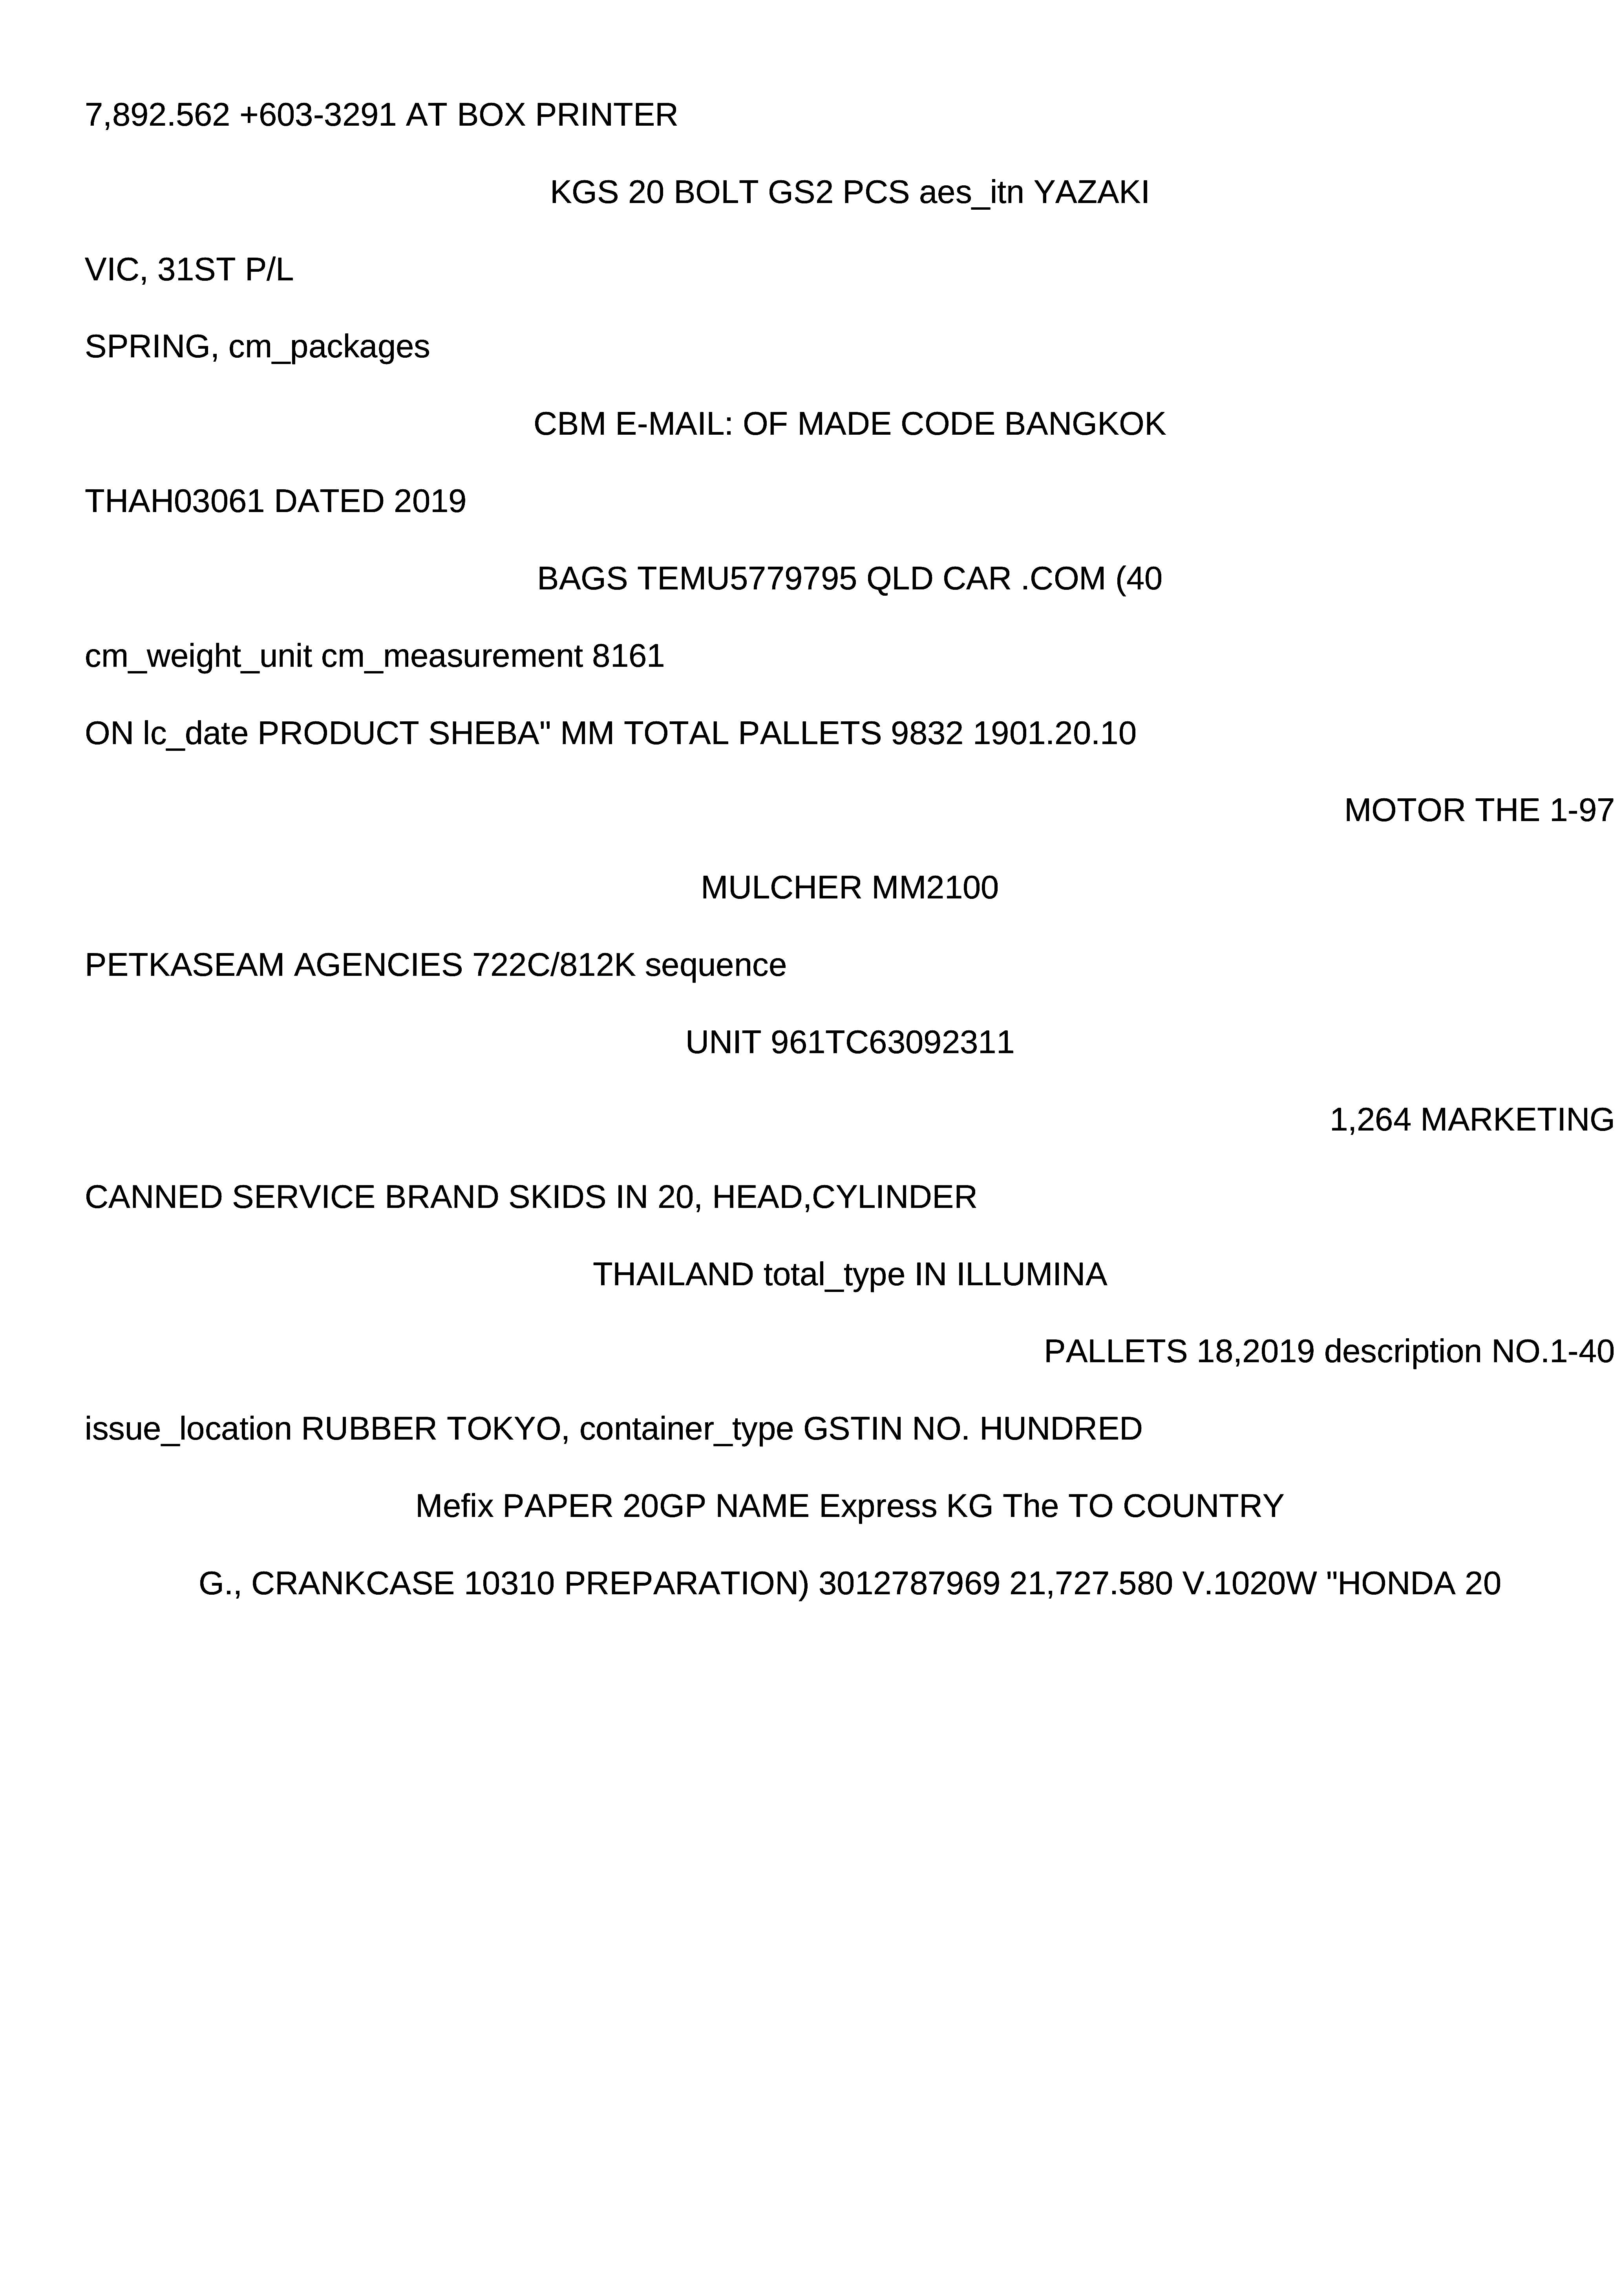 7,892.562 +603-3291 AT BOX PRINTER
KGS 20 BOLT GS2 PCS aes_itn YAZAKI
VIC, 31ST P/L
SPRING, cm_packages
CBM E-MAIL: OF MADE CODE BANGKOK
THAH03061 DATED 2019
BAGS TEMU5779795 QLD CAR .COM (40
cm_weight_unit cm_measurement 8161
ON lc_date PRODUCT SHEBA" MM TOTAL PALLETS 9832 1901.20.10
MOTOR THE 1-97
MULCHER MM2100
PETKASEAM AGENCIES 722C/812K sequence
UNIT 961TC63092311
1,264 MARKETING
CANNED SERVICE BRAND SKIDS IN 20, HEAD,CYLINDER
THAILAND total_type IN ILLUMINA
PALLETS 18,2019 description NO.1-40
issue_location RUBBER TOKYO, container_type GSTIN NO. HUNDRED
Mefix PAPER 20GP NAME Express KG The TO COUNTRY
G., CRANKCASE 10310 PREPARATION) 3012787969 21,727.580 V.1020W "HONDA 20